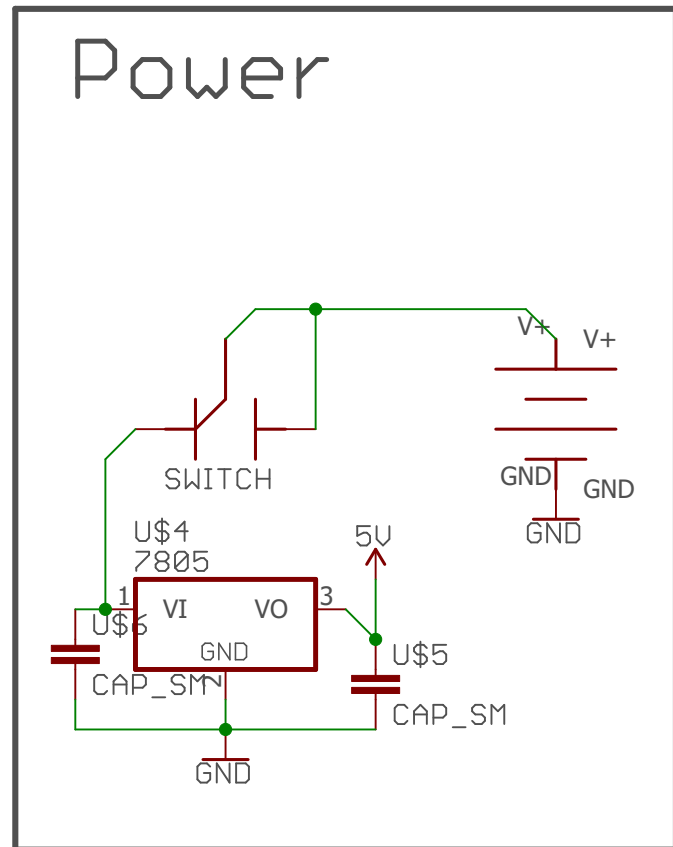 Power
V+
V+
SWITCH
GND
GND
GND
U$4
7805
5V
1
VI
VO
3
U$6
GND
2
CAP_SM
U$5
CAP_SM
GND